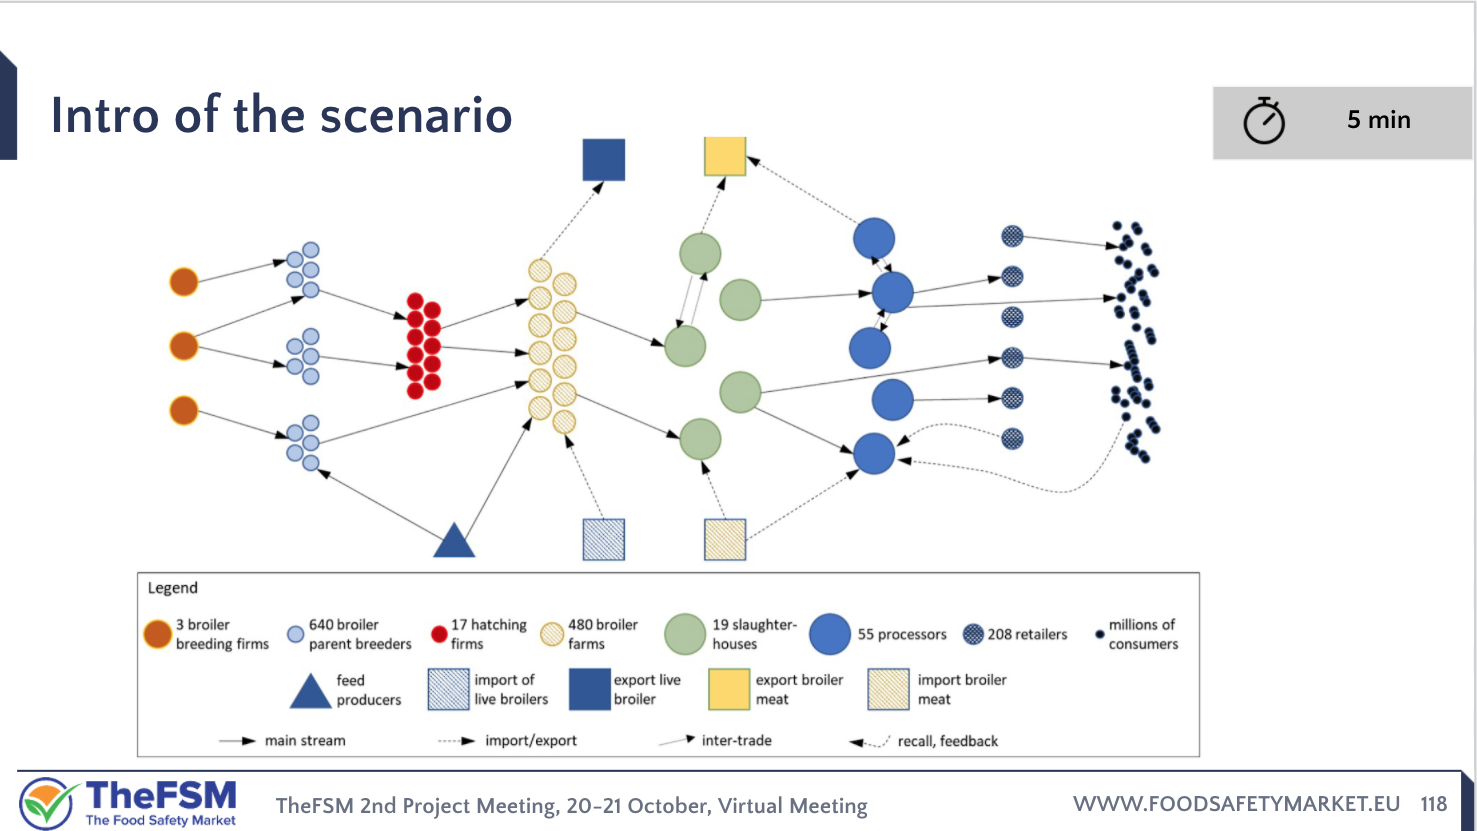 Intro of the scenario
5 min
Legend
3 broiler
breeding firms
640 broiler
parent breeders
17 hatching
firms
480 broiler
farms
19 slaughter-
houses
55 processors
208 retailers
millions of
consumers
feed
producers
import of
live broilers
export live
broiler
export broiler
meat
import broiler
meat
main stream
import/export
inter-trade
recall, feedback
TheFSM
The Food Safety Market
TheFSM 2nd Project Meeting, 20-21 October, Virtual Meeting
WWW.FOODSAFETYMARKET.EU
118